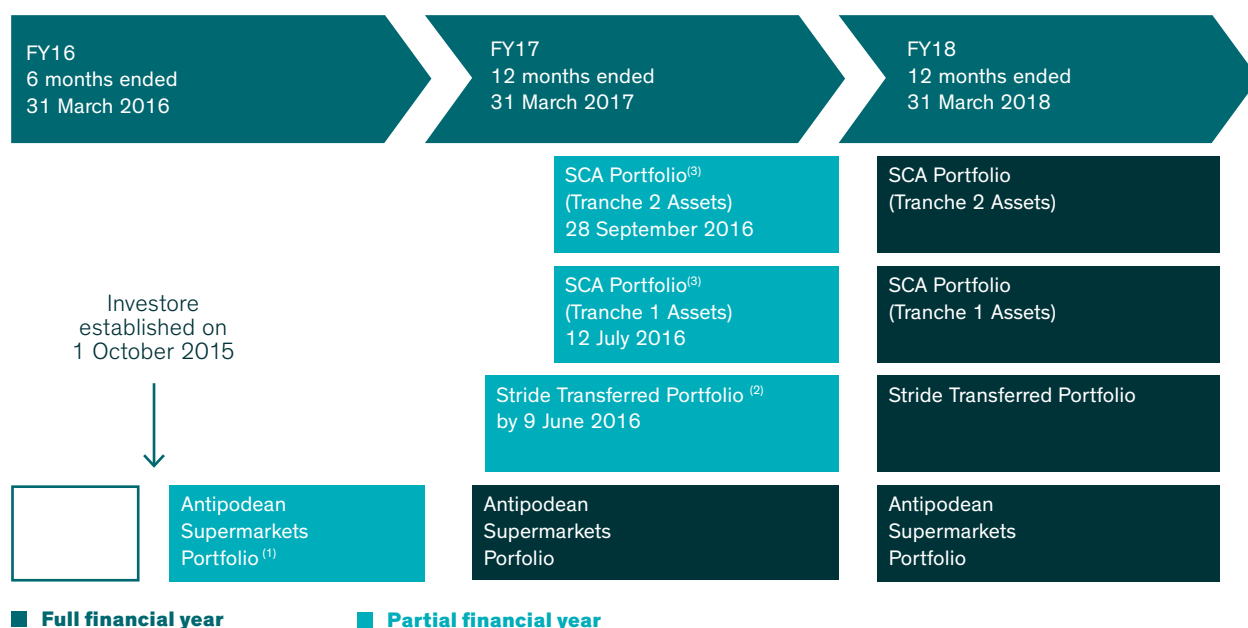 FY16
6 months ended
31 March 2016
FY17
12 months ended
31 March 2017
FY18
12 months ended
31 March 2018
SCA Portfolio(3)
(Tranche 2 Assets)
28 September 2016
SCA Portfolio
(Tranche 2 Assets)
Investore
established on
1 October 2015
SCA Portfolio(3)
(Tranche 1 Assets)
12 July 2016
SCA Portfolio
(Tranche 1 Assets)
Stride Transferred Portfolio (2)
by 9 June 2016
Stride Transferred Portfolio
Antipodean
Supermarkets
Portfolio (1)
Antipodean
Supermarkets
Porfolio
Antipodean
Supermarkets
Portfolio
Full financial year
Partial financial year